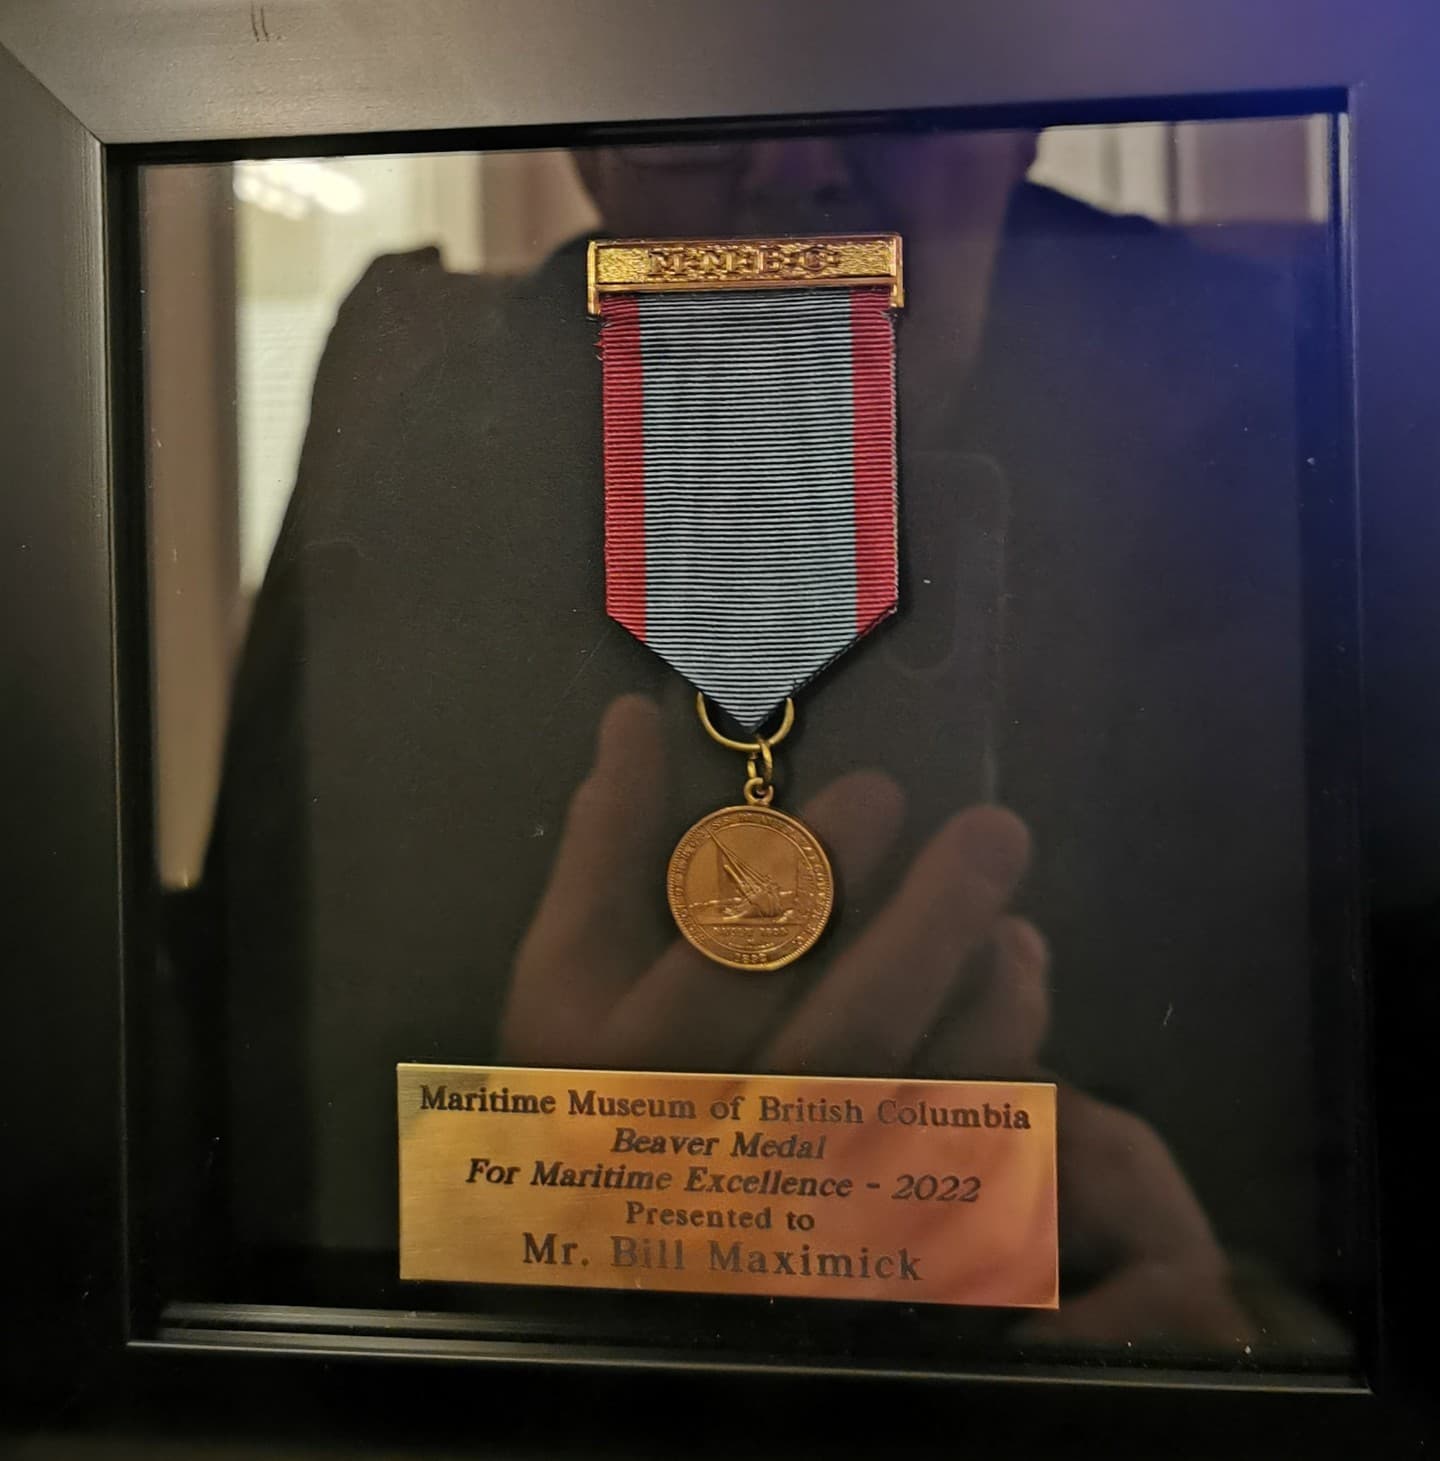 M·M·B·C
Maritime Museum of British Columbia
Beaver Medal
For Maritime Excellence - 2022
Presented to
Mr. Bill Maximick